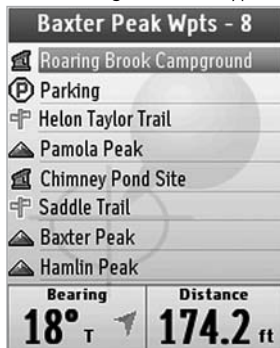 Baxter Peak Wpts - 8
Roaring Brook Campground
P Parking
Helon Taylor Trail
Pamola Peak
Chimney Pond Site
Saddle Trail
Baxter Peak
Hamlin Peak
Bearing Distance
18° T 174.2 ft